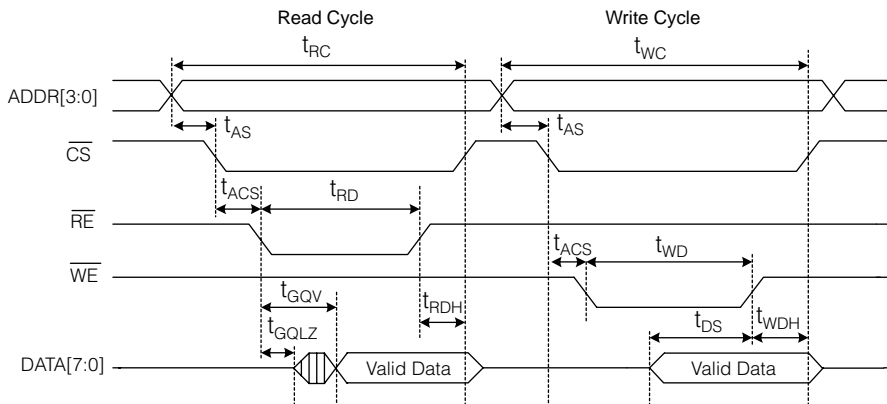 Read Cycle
Write Cycle
tRC
tWC
ADDR[3:0]
tAS
tAS
CS
tACS
tRD
RE
tACS
tWD
WE
tGQV
tRDH
tGQLZ
tDS
tWDH
DATA[7:0]
Valid Data
Valid Data